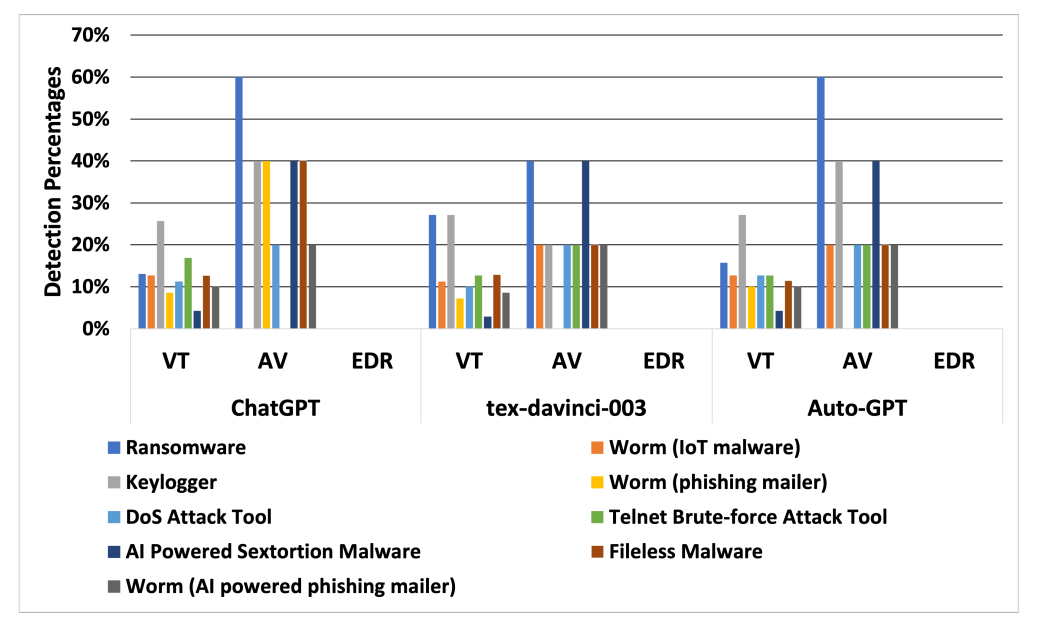 70%
60%
50%
40%
30%
20%
10%
0%
Detection Percentages
VT AV EDR VT AV EDR VT AV EDR
ChatGPT tex-davinci-003 Auto-GPT
Ransomware Worm (IoT malware)
Keylogger Worm (phishing mailer)
DoS Attack Tool Telnet Brute-force Attack Tool
AI Powered Sextortion Malware Fileless Malware
Worm (AI powered phishing mailer)